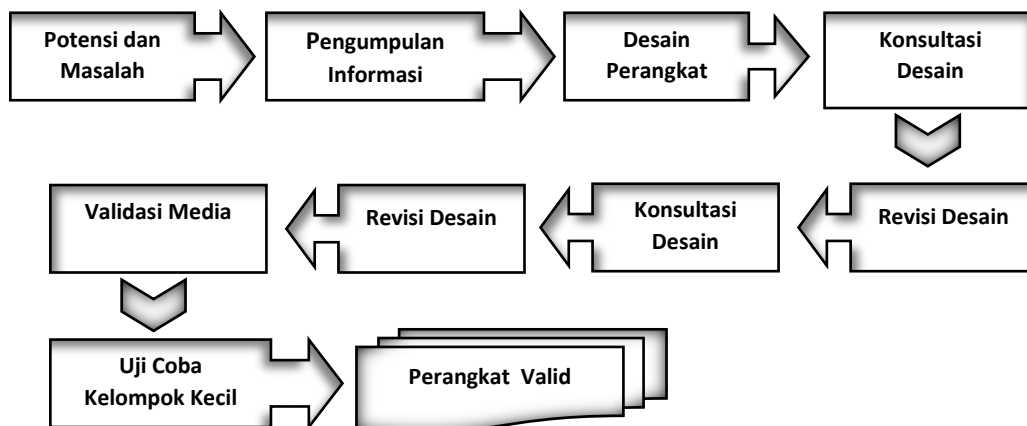 Potensi dan
Masalah
Pengumpulan
Informasi
Desain
Perangkat
Konsultasi
Desain
Revisi Desain
Konsultasi
Desain
Revisi Desain
Validasi Media
Uji Coba
Kelompok Kecil
Perangkat Valid